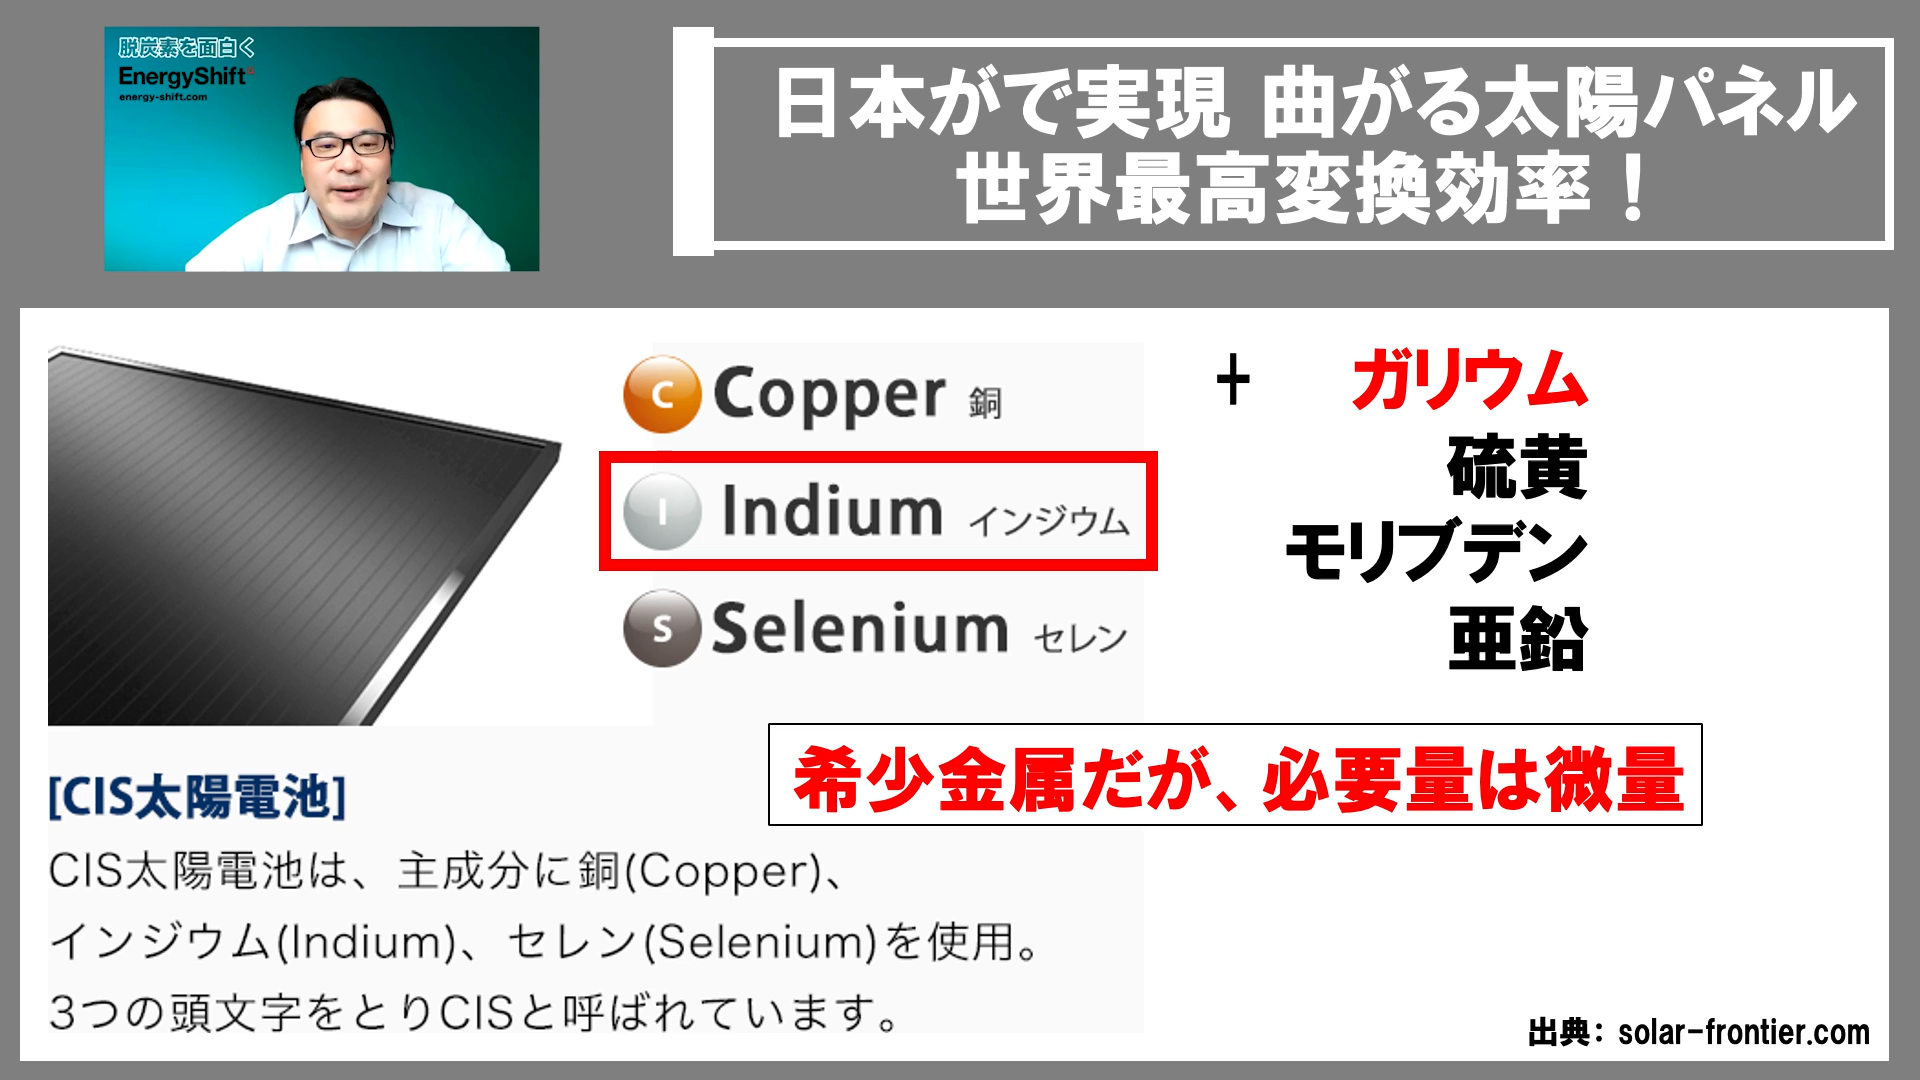 脱炭素を面白く
EnergyShift
energy-shift.com
日本がで実現 曲がる太陽パネル
世界最高変換効率！
C Copper 銅
I Indium インジウム
S Selenium セレン
+ ガリウム
硫黄
モリブデン
亜鉛
希少金属だが、必要量は微量
[CIS太陽電池]
CIS太陽電池は、主成分に銅(Copper)、
インジウム(Indium)、セレン(Selenium)を使用。
3つの頭文字をとりCISと呼ばれています。
出典：solar-frontier.com